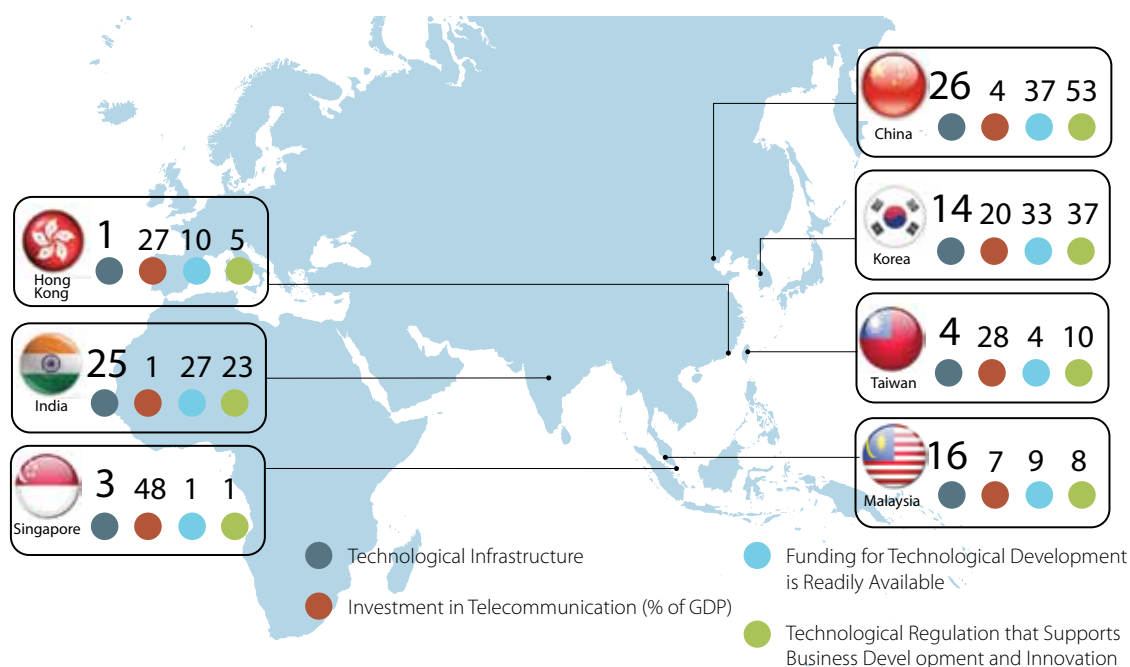 26 4 37 53
China
14 20 33 37
Korea
1 27 10 5
Hong
Kong
4 28 4 10
Taiwan
25 1 27 23
India
16 7 9 8
Malaysia
3 48 1 1
Singapore
Technological Infrastructure
Investment in Telecommunication (% of GDP)
Funding for Technological Development
is Readily Available
Technological Regulation that Supports
Business Devel opment and Innovation